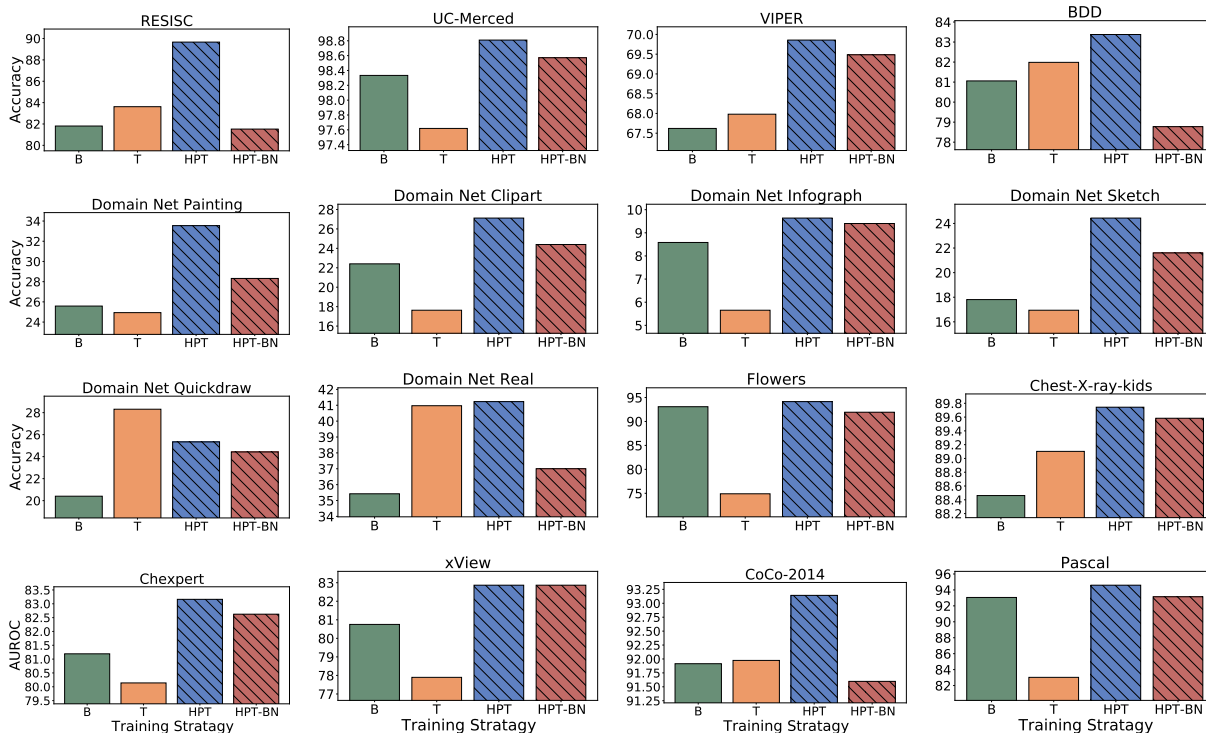 RESISC
Accuracy
90
88
86
84
82
80
B T HPT HPT-BN
UC-Merced
98.8
98.6
98.4
98.2
98.0
97.8
97.6
97.4
B T HPT HPT-BN
VIPER
70.0
69.5
69.0
68.5
68.0
67.5
B T HPT HPT-BN
BDD
84
83
82
81
80
79
78
B T HPT HPT-BN
Domain Net Painting
Accuracy
34
32
30
28
26
24
B T HPT HPT-BN
Domain Net Clipart
28
26
24
22
20
18
16
B T HPT HPT-BN
Domain Net Infograph
10
9
8
7
6
5
B T HPT HPT-BN
Domain Net Sketch
24
22
20
18
16
B T HPT HPT-BN
Domain Net Quickdraw
Accuracy
28
26
24
22
20
B T HPT HPT-BN
Domain Net Real
42
41
40
39
38
37
36
35
34
B T HPT HPT-BN
Flowers
95
90
85
80
75
B T HPT HPT-BN
Chest-X-ray-kids
89.8
89.6
89.4
89.2
89.0
88.8
88.6
88.4
88.2
B T HPT HPT-BN
Chexpert
AUROC
83.5
83.0
82.5
82.0
81.5
81.0
80.5
80.0
79.5
B T HPT HPT-BN
Training Stratagy
xView
83
82
81
80
79
78
77
B T HPT HPT-BN
Training Stratagy
CoCo-2014
93.25
93.00
92.75
92.50
92.25
92.00
91.75
91.50
91.25
B T HPT HPT-BN
Training Stratagy
Pascal
96
94
92
90
88
86
84
82
B T HPT HPT-BN
Training Stratagy